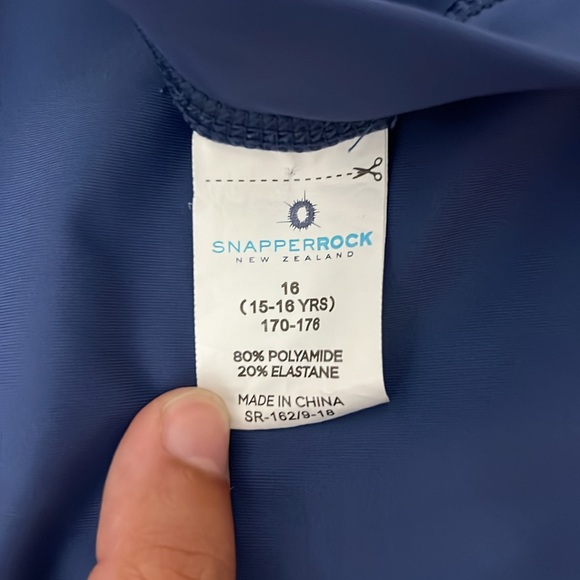 SNAPPERROCK
NEW ZEALAND
16
(15-16 YRS)
170-176
80% POLYAMIDE
20% ELASTANE
MADE IN CHINA
SR-162/9-16